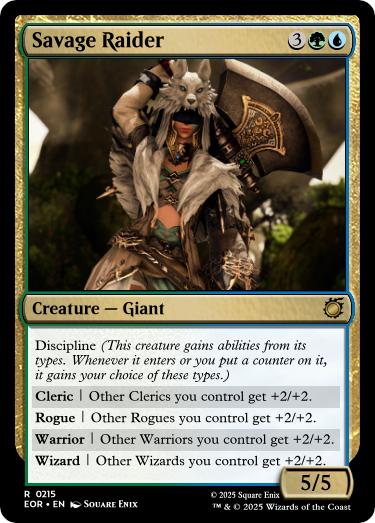 Savage Raider 3
Creature — Giant
Discipline (This creature gains abilities from its
types. Whenever it enters or you put a counter on it,
it gains your choice of these types.)
Cleric | Other Clerics you control get +2/+2.
Rogue | Other Rogues you control get +2/+2.
Warrior | Other Warriors you control get +2/+2.
Wizard | Other Wizards you control get +2/+2.
5/5
R 0215
EOR • EN Square Enix
© 2025 Square Enix
™ & © 2025 Wizards of the Coast